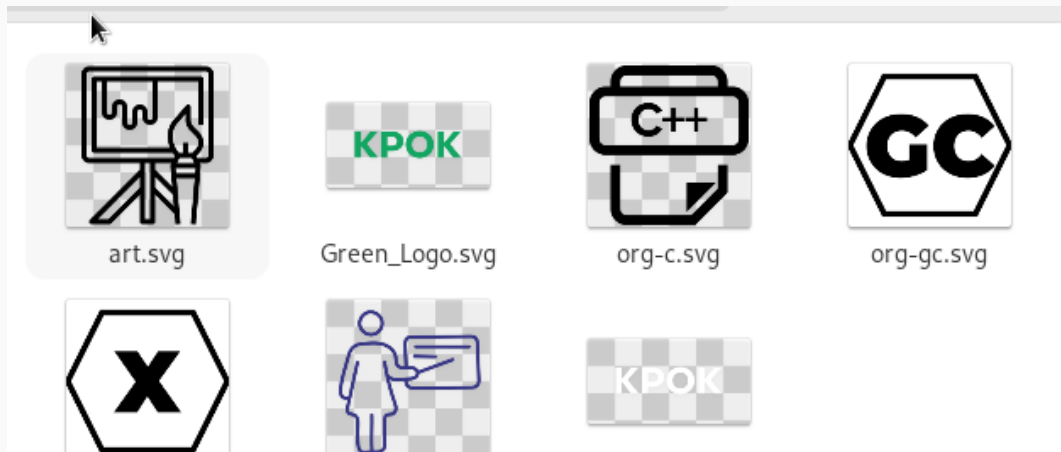 KPOK
C++
GC
art.svg
Green_Logo.svg
org-c.svg
org-gc.svg
X
KPOK